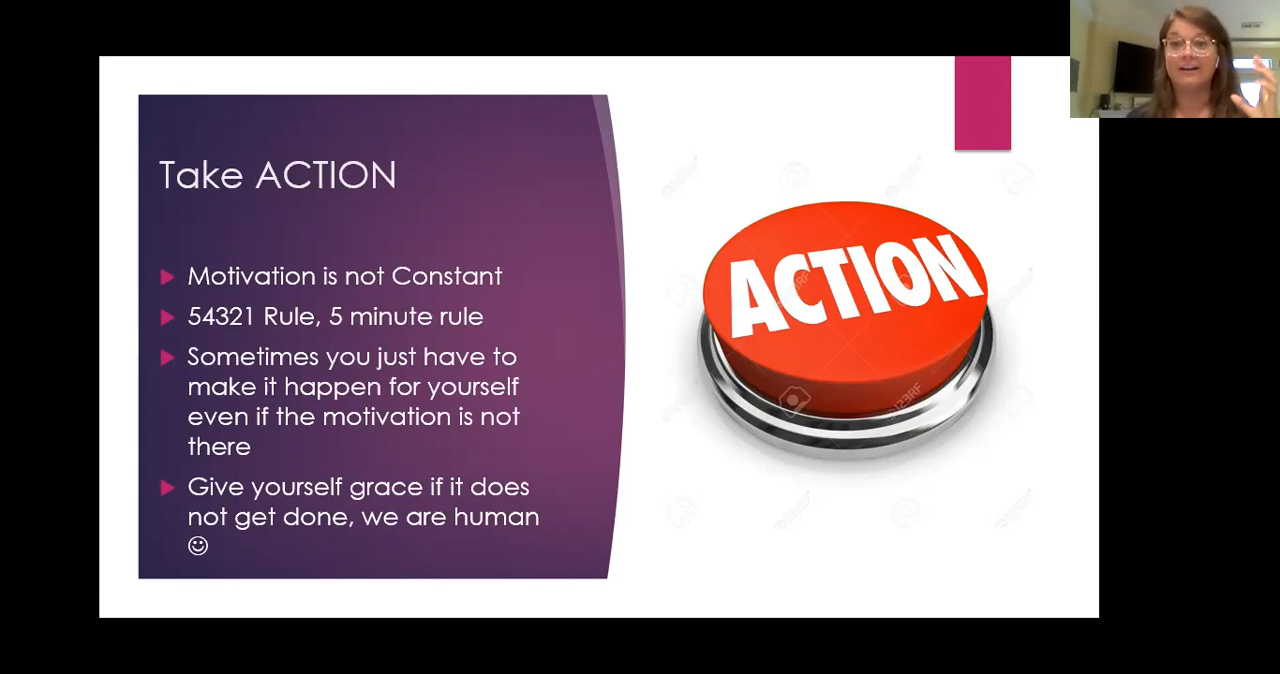 Take ACTION
Motivation is not Constant
54321 Rule, 5 minute rule
Sometimes you just have to
make it happen for yourself
even if the motivation is not
there
Give yourself grace if it does
not get done, we are human
☺
ACTION
123RF